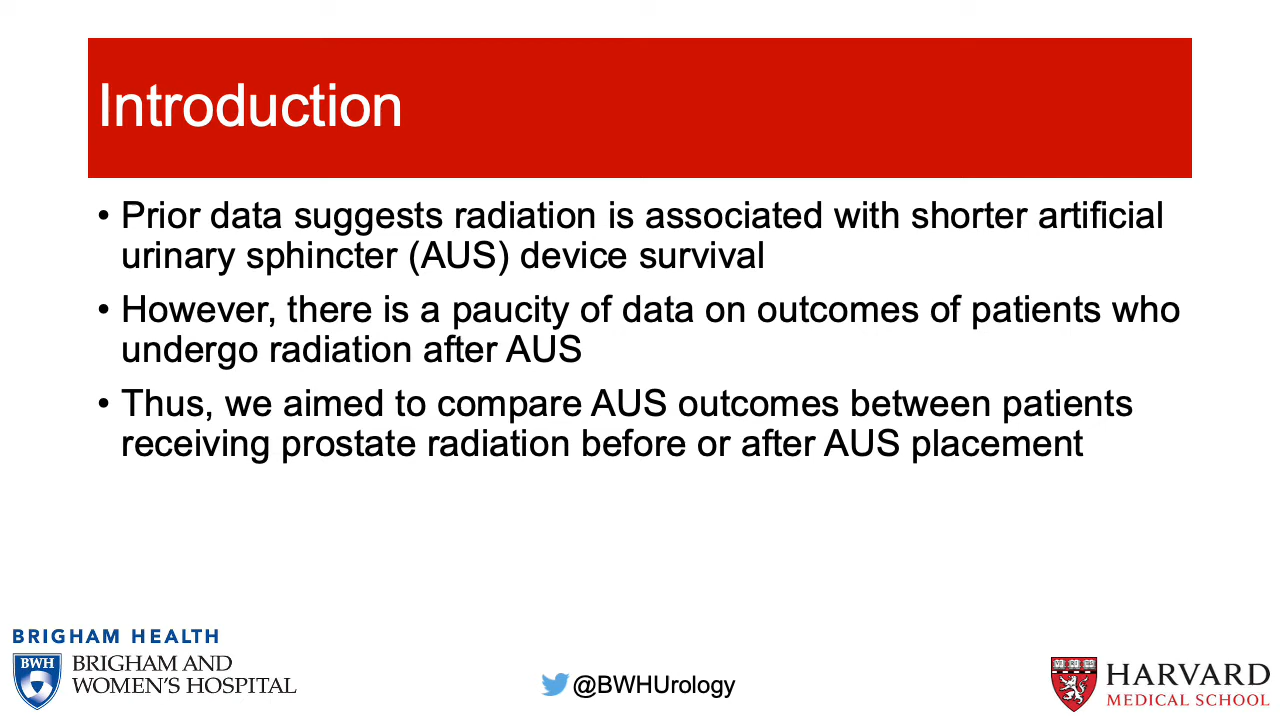 Introduction
• Prior data suggests radiation is associated with shorter artificial
urinary sphincter (AUS) device survival
• However, there is a paucity of data on outcomes of patients who
undergo radiation after AUS
• Thus, we aimed to compare AUS outcomes between patients
receiving prostate radiation before or after AUS placement
BRIGHAM HEALTH
BWH
BRIGHAM AND
WOMEN'S HOSPITAL
@BWHUrology
HARVARD
MEDICAL SCHOOL